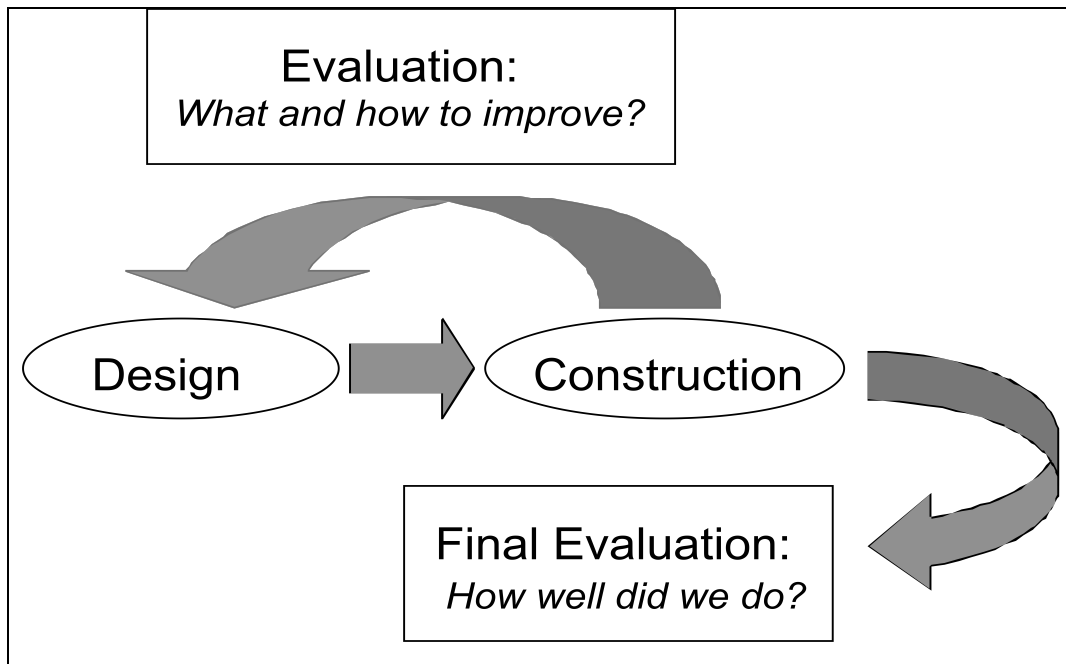 Evaluation:
What and how to improve?
Design
Construction
Final Evaluation:
How well did we do?